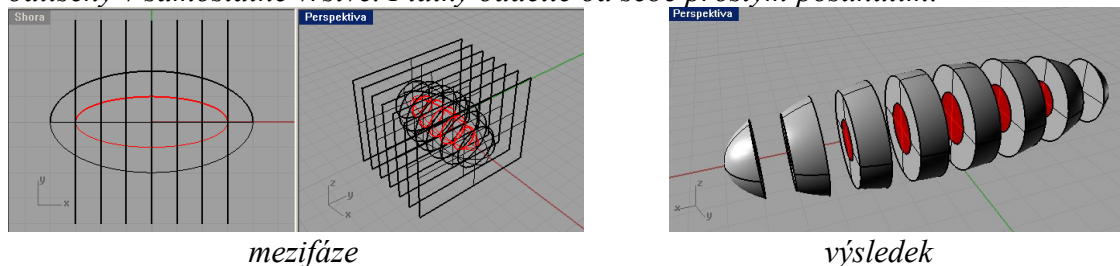 Shora
Perspektiva
Perspektiva
y
x
z
y
x
z
x
y
mezifáze
výsledek